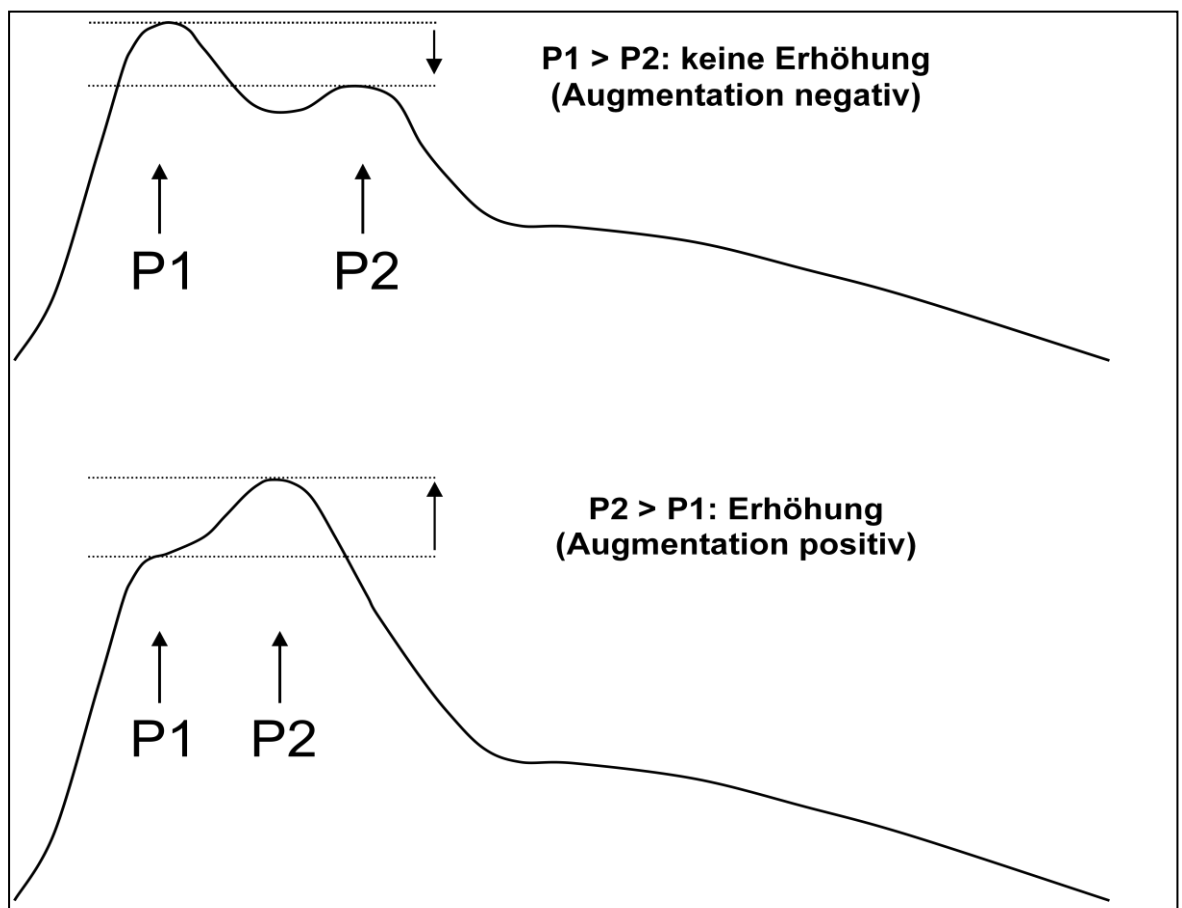 P1 > P2: keine Erhöhung
(Augmentation negativ)
P1
P2
P2 > P1: Erhöhung
(Augmentation positiv)
P1
P2